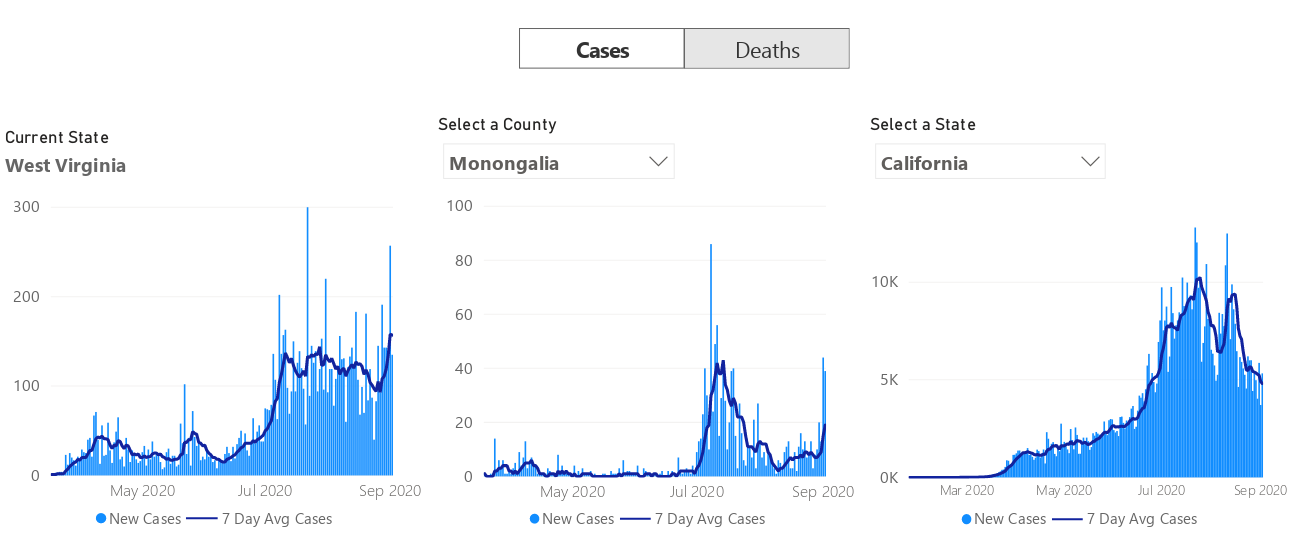 Cases Deaths
Current State
West Virginia
300
200
100
0
May 2020 Jul 2020 Sep 2020
New Cases 7 Day Avg Cases
Select a County
Monongalia
100
80
60
40
20
0
May 2020 Jul 2020 Sep 2020
New Cases 7 Day Avg Cases
Select a State
California
10K
5K
0K
Mar 2020 May 2020 Jul 2020 Sep 2020
New Cases 7 Day Avg Cases